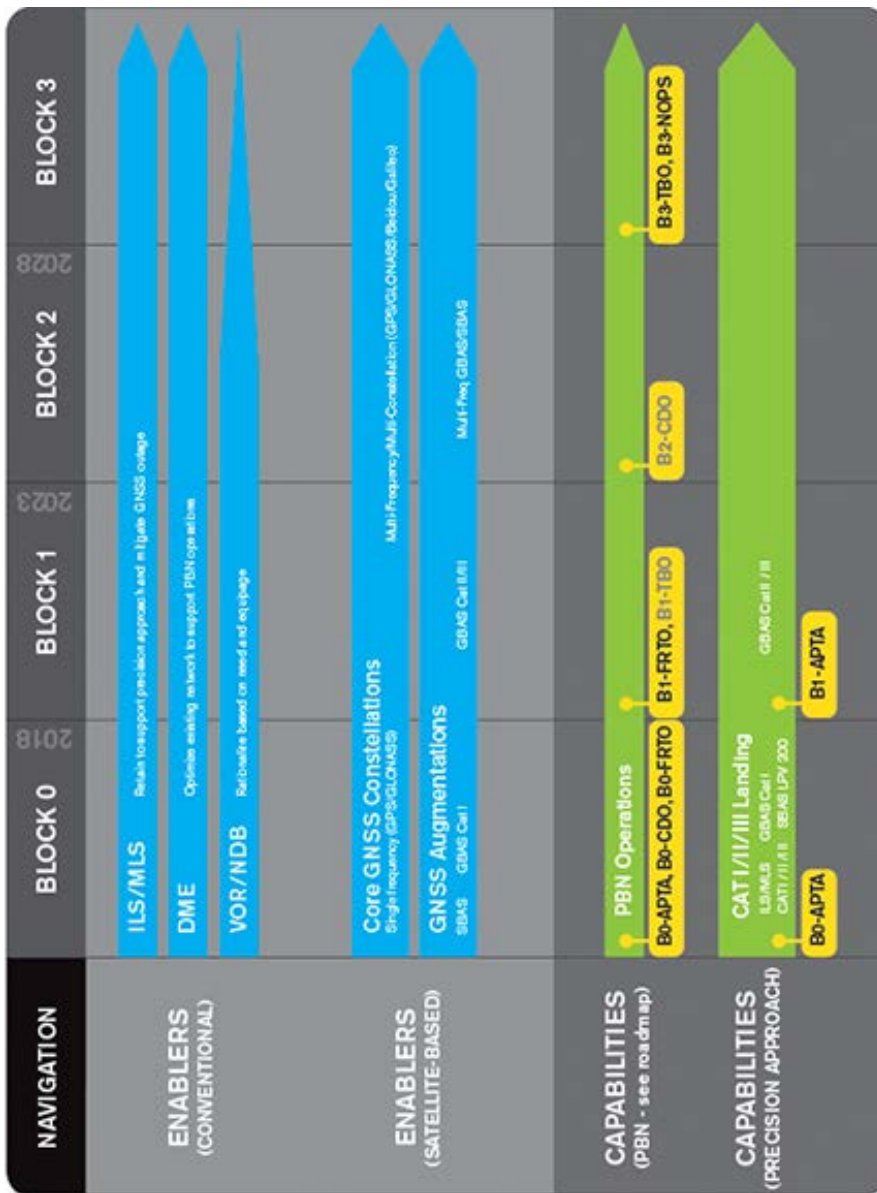 NAVIGATION
BLOCK 0
2018
BLOCK 1
2023
BLOCK 2
2028
BLOCK 3
ENABLERS
(CONVENTIONAL)
ILS/MLS
Retain to support precision approach and mitigate GNSS outage
DME
Optimize existing network to support PBN operations
VOR/NDB
Rationalize based on need and equipage
ENABLERS
(SATELLITE-BASED)
Core GNSS Constellations
Single frequency (GPS/GLONASS)
Multi-Frequency/Multi-Constellation (GPS/GLONASS/Beidou/Galileo)
GNSS Augmentations
SBAS GBAS Cat I
GBAS Cat II/III
Multi-Freq GBAS/SBAS
CAPABILITIES
(PBN - see roadmap)
PBN Operations
B0-APTA, B0-CDO, B0-FRTO
B1-FRTO, B1-TBO
B2-CDO
B3-TBO, B3-NOPS
CAPABILITIES
(PRECISION APPROACH)
CAT I/II/III Landing
ILS/MLS GBAS Cat I
CAT I / II / III SBAS LPV 200
GBAS Cat II / III
B0-APTA
B1-APTA